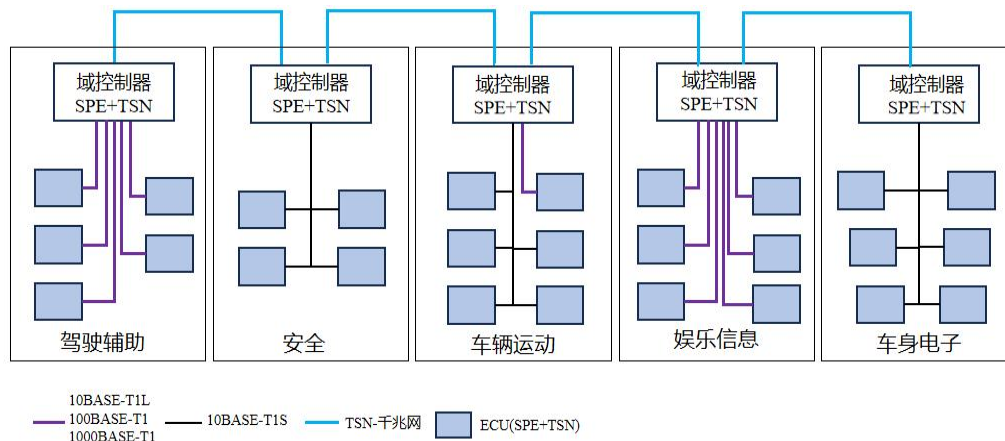 域控制器
SPE+TSN
域控制器
SPE+TSN
域控制器
SPE+TSN
域控制器
SPE+TSN
域控制器
SPE+TSN
驾驶辅助
安全
车辆运动
娱乐信息
车身电子
10BASE-T1L
100BASE-T1
1000BASE-T1
10BASE-T1S
TSN-千兆网
ECU(SPE+TSN)